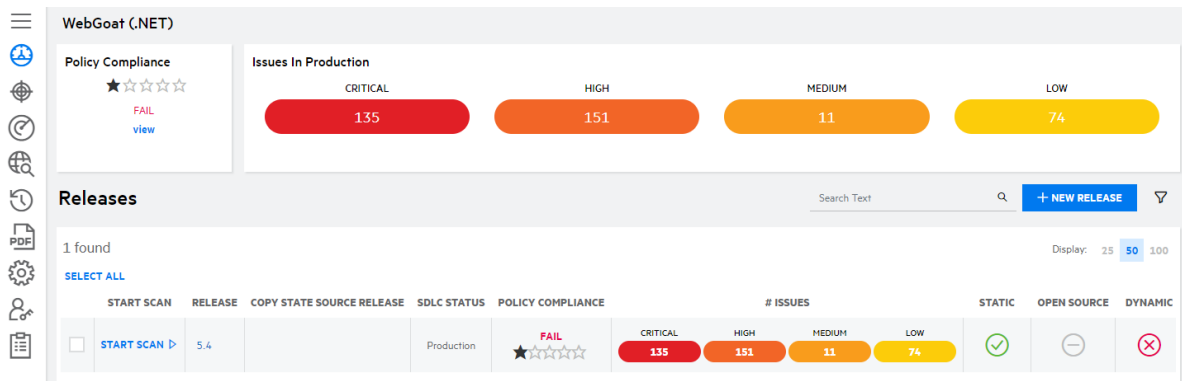 WebGoat (.NET)
Policy Compliance
FAIL
view
Issues In Production
CRITICAL HIGH MEDIUM LOW
135 151 11 74
Releases
Search Text
+ NEW RELEASE
1 found
Display: 25 50 100
SELECT ALL
START SCAN RELEASE COPY STATE SOURCE RELEASE SDLC STATUS POLICY COMPLIANCE # ISSUES STATIC OPEN SOURCE DYNAMIC
START SCAN 5.4 Production FAIL
CRITICAL HIGH MEDIUM LOW
135 151 11 74
PDF